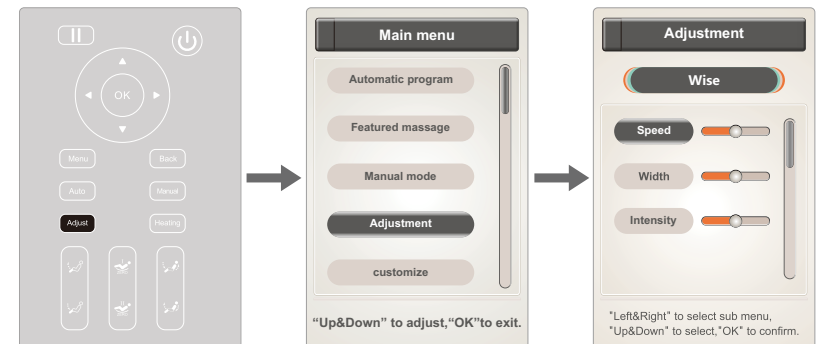 OK
Menu
Back
Auto
Manual
Adjust
Heating
Main menu
Automatic program
Featured massage
Manual mode
Adjustment
customize
“Up&Down” to adjust,“OK”to exit.
Adjustment
Wise
Speed
Width
Intensity
"Left&Right" to select sub menu,
"Up&Down" to select,"OK" to confirm.